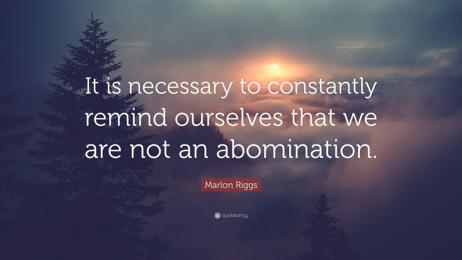 It is necessary to constantly
remind ourselves that we
are not an abomination.
Marlon Riggs
quotefancy